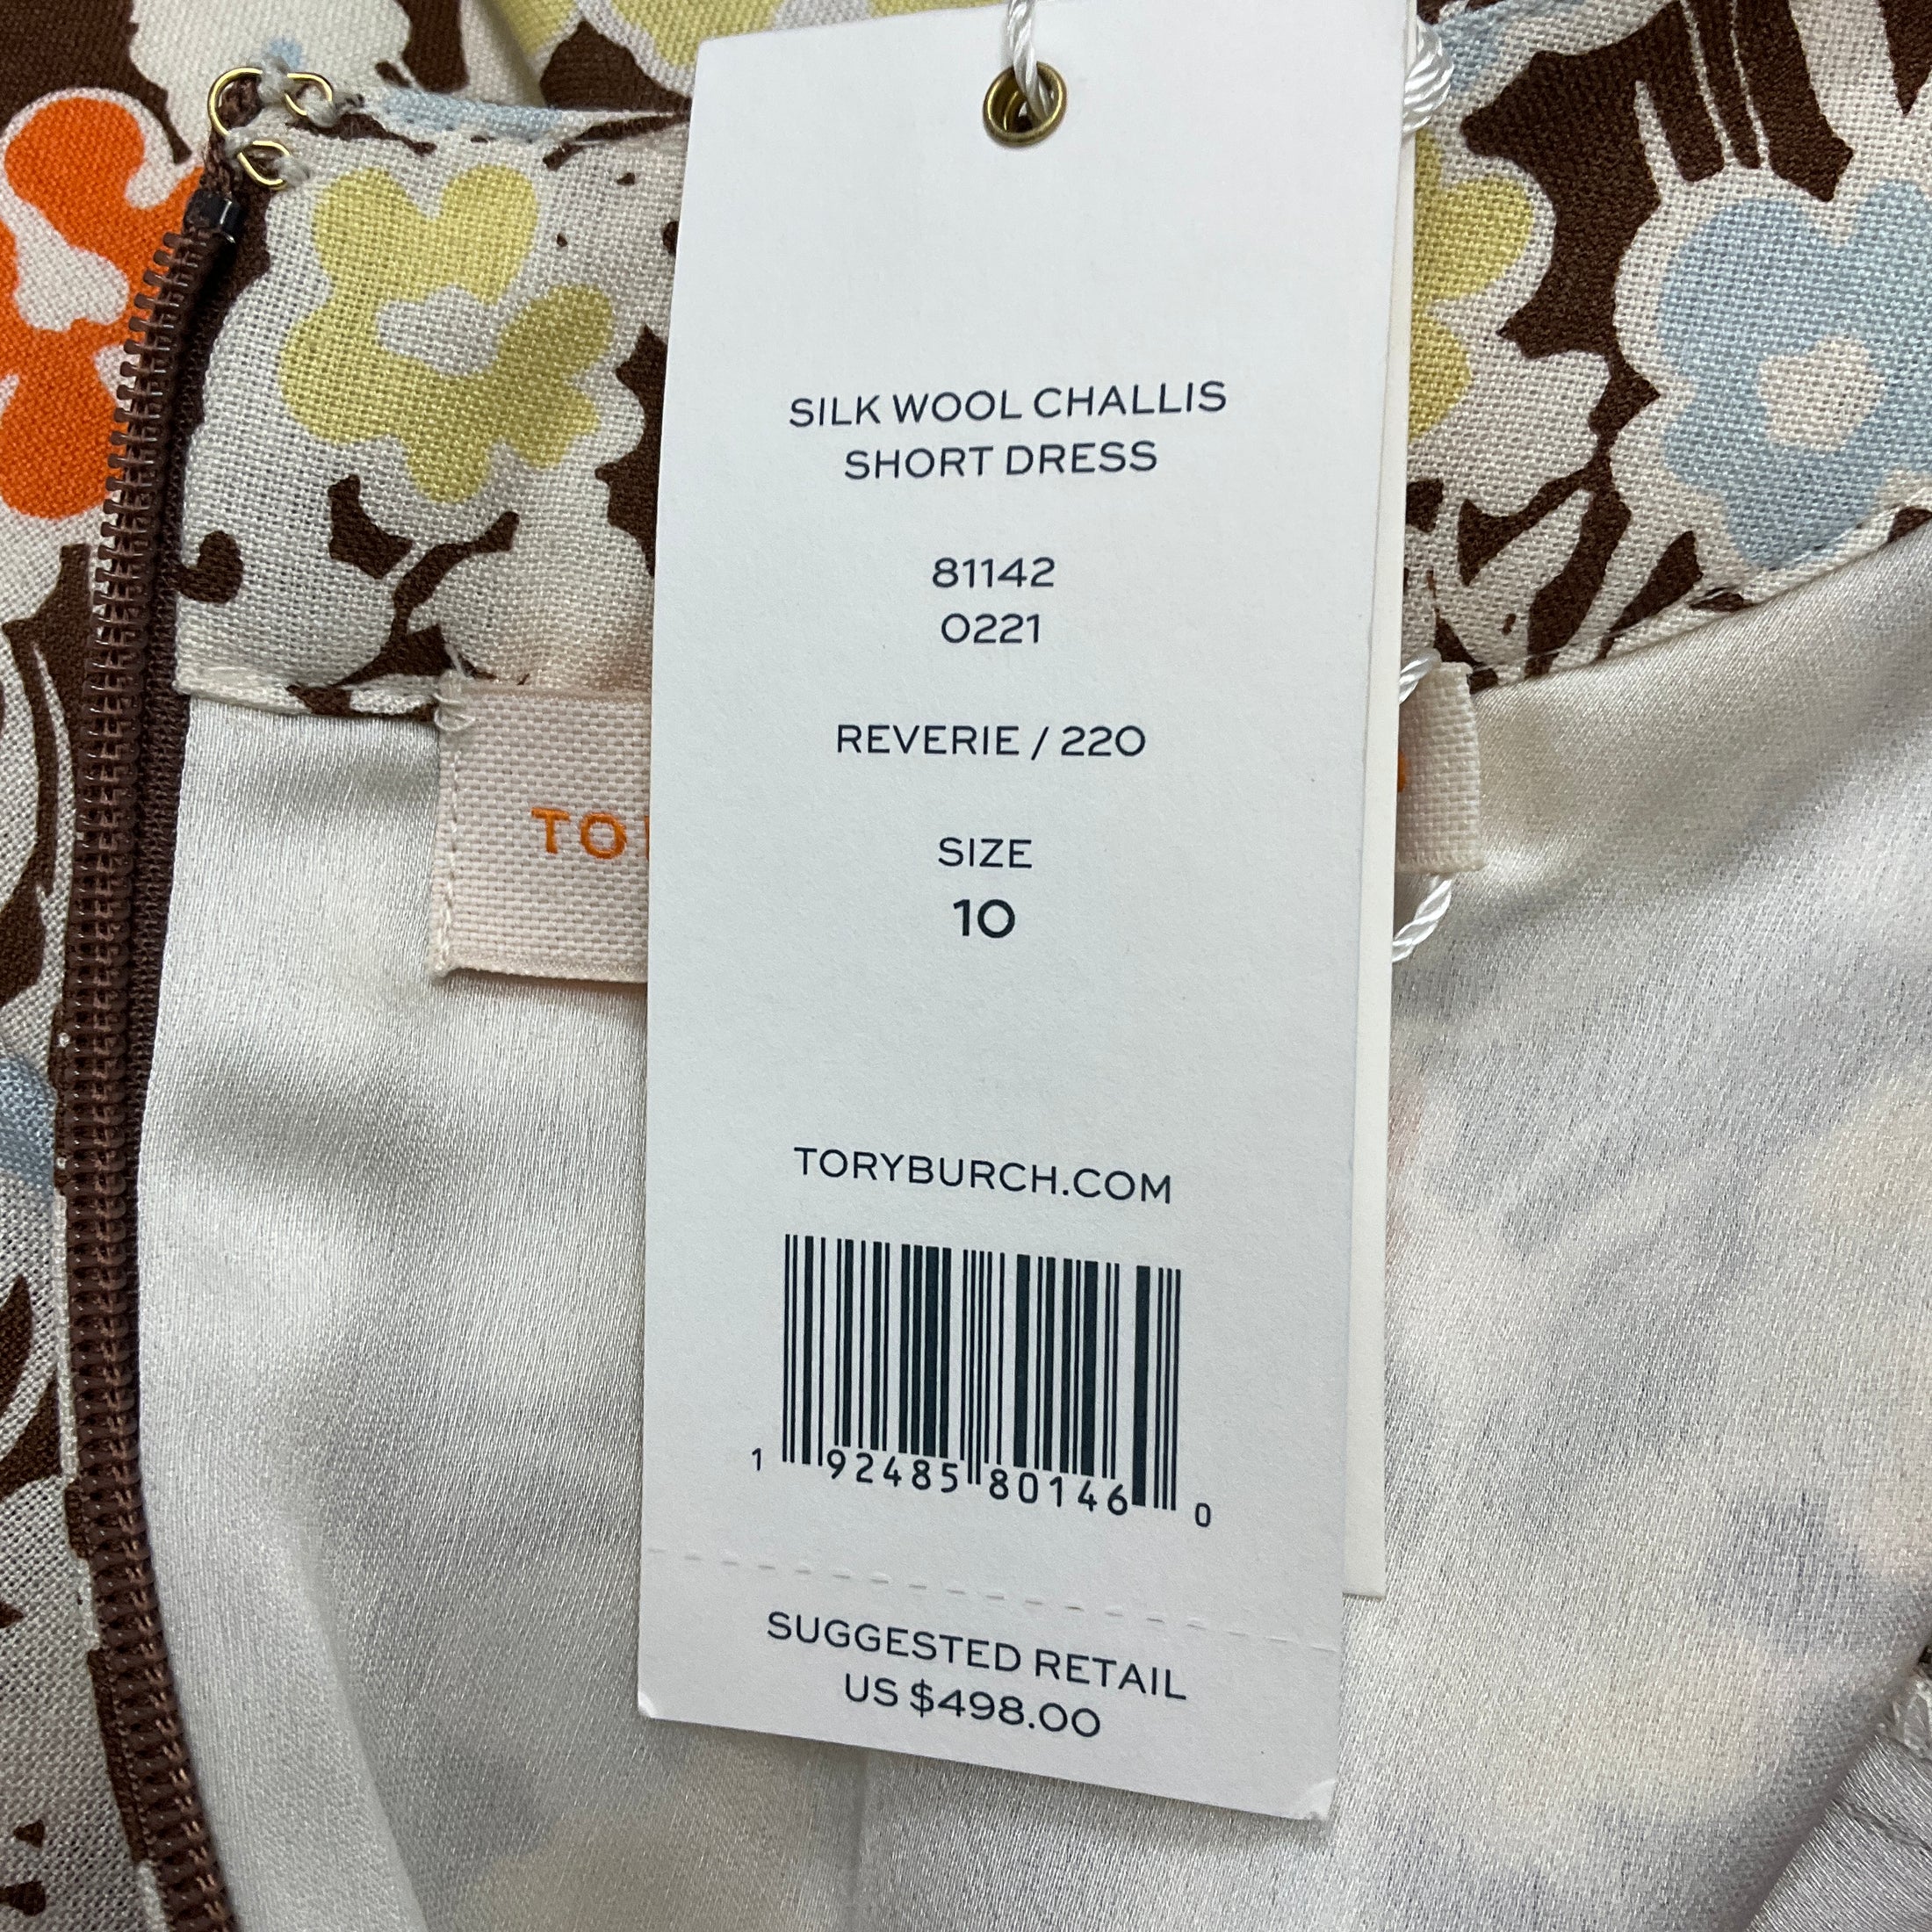 SILK WOOL CHALLIS
SHORT DRESS
81142
0221
REVERIE / 220
SIZE
10
TORYBURCH.COM
1 92485 80146 0
SUGGESTED RETAIL
US $498.00
TO